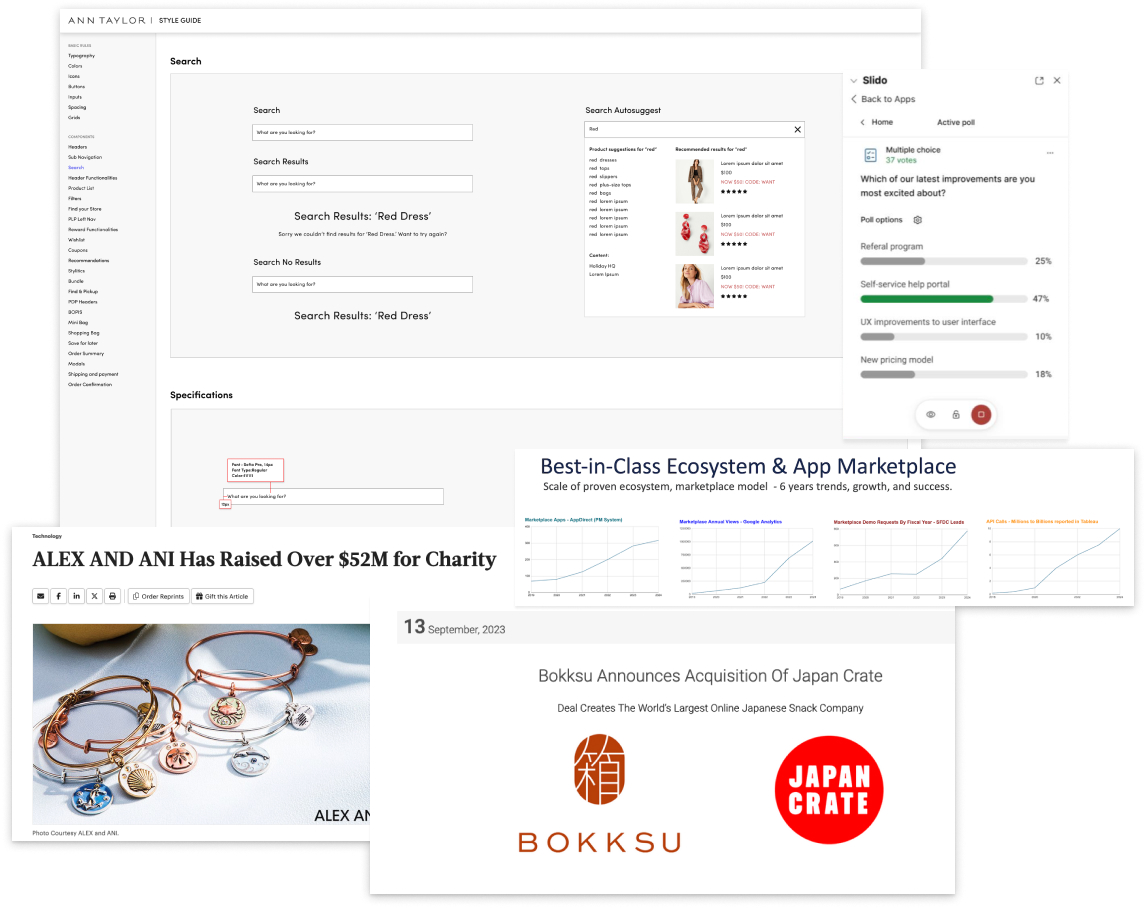 ANN TAYLOR | STYLE GUIDE
BASIC RULES
Typography
Colors
Icons
Buttons
Inputs
Spacing
Grids
COMPONENTS
Headers
Sub Navigation
Search
Header Functionalities
Product List
Filters
Find your Store
PLP Left Nav
Reward Functionalities
Wishlist
Coupons
Recommendations
Stylitics
Bundle
Find & Pickup
PDP Headers
BOPIS
Mini Bag
Shopping Bag
Save for later
Order Summary
Modals
Shipping and payment
Order Confirmation
Search
Search
What are you looking for?
Search Results
What are you looking for?
Search Results: 'Red Dress'
Sorry we couldn't find results for 'Red Dress.' Want to try again?
Search No Results
What are you looking for?
Search Results: 'Red Dress'
Search Autosuggest
Red
Product suggestions for "red"
red dresses
red tops
red slippers
red plus-size tops
red bags
red lorem ipsum
red lorem ipsum
red lorem ipsum
red lorem ipsum
red lorem ipsum
Content:
Holiday HQ
Lorem Ipsum
Recommended results for "red"
Lorem ipsum dolor sit amet
$100
NOW $50: CODE: WANT
Lorem ipsum dolor sit amet
$100
NOW $50: CODE: WANT
Lorem ipsum dolor sit amet
$100
NOW $50: CODE: WANT
Specifications
Font : Sofia Pro, 14px
Font Type:Regular
What are you looking for?
Slido
Back to Apps
Home
Active poll
Multiple choice
37 votes
Which of our latest improvements are you
most excited about?
Poll options
Referal program
25%
Self-service help portal
47%
UX improvements to user interface
10%
New pricing model
18%
Best-in-Class Ecosystem & App Marketplace
Scale of proven ecosystem, marketplace model - 6 years trends, growth, and success.
Marketplace Apps - AppDirect (PM System)
Marketplace Annual Views - Google Analytics
Marketplace Demo Requests By Fiscal Year - SFDC Leads
API Calls - Millions to Billions reported in Tableau
Technology
ALEX AND ANI Has Raised Over $52M for Charity
Order Reprints
Gift this Article
ALEX AN
Photo Courtesy ALEX and ANI.
13 September, 2023
Bokksu Announces Acquisition Of Japan Crate
Deal Creates The World's Largest Online Japanese Snack Company
箱
BOKKSU
JAPAN
CRATE